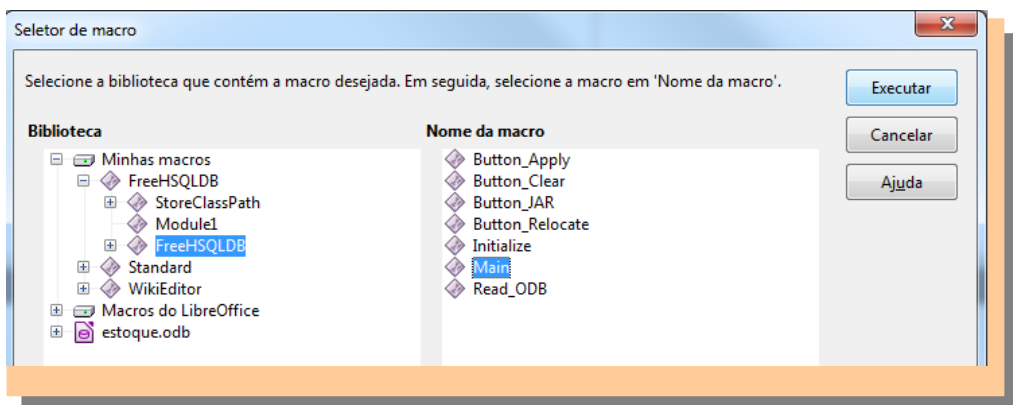 Seletor de macro
Selecione a biblioteca que contém a macro desejada. Em seguida, selecione a macro em 'Nome da macro'.
Executar
Cancelar
Ajuda
Biblioteca
Minhas macros
FreeHSQLDB
StoreClassPath
Module1
FreeHSQLDB
Standard
WikiEditor
Macros do LibreOffice
estoque.odb
Nome da macro
Button_Apply
Button_Clear
Button_JAR
Button_Relocate
Initialize
Main
Read_ODB